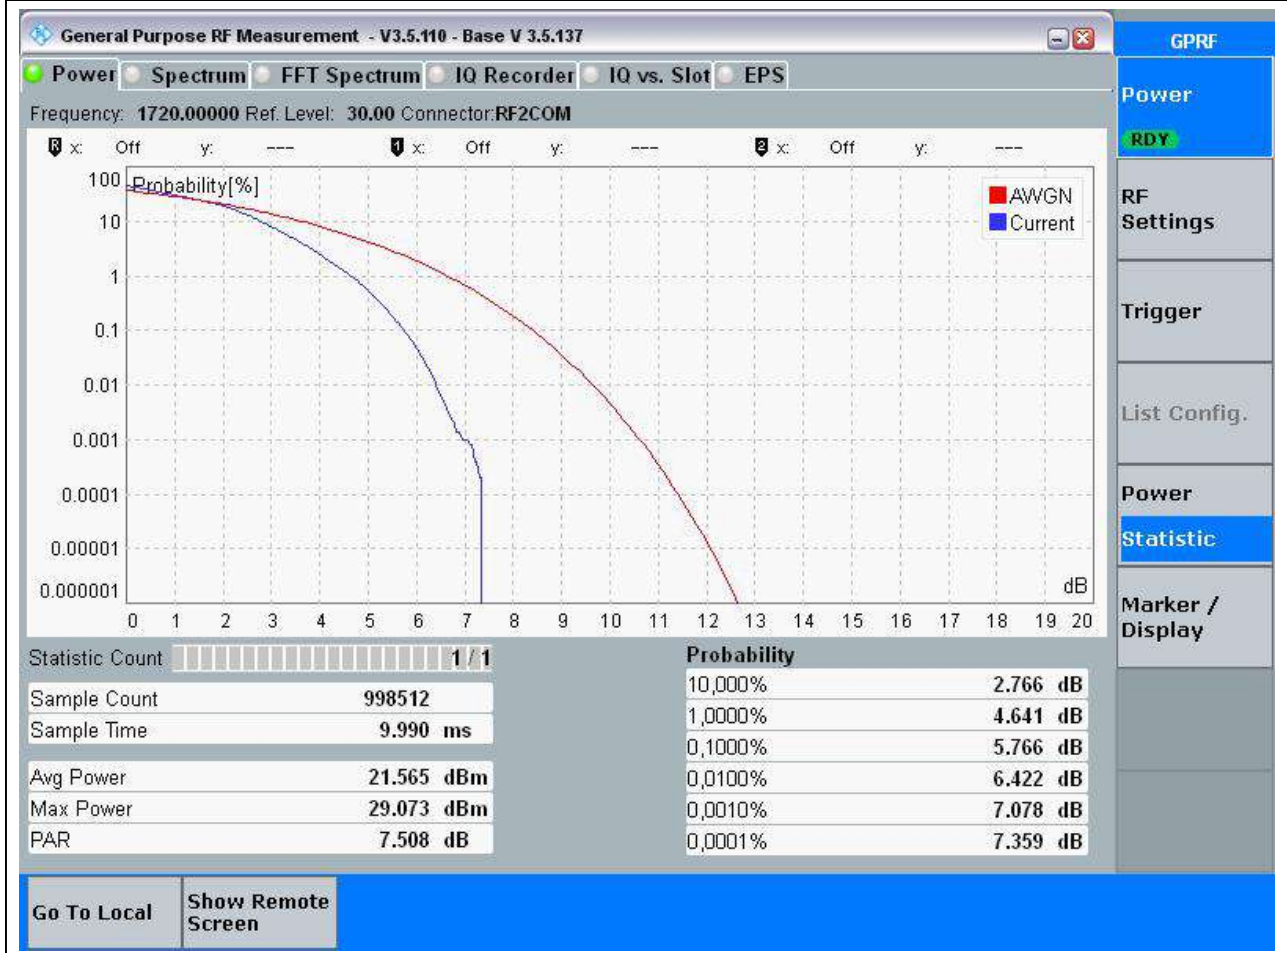 General Purpose RF Measurement - V3.5.110 - Base V 3.5.137
GPRF
Power Spectrum FFT Spectrum IQ Recorder IQ vs. Slot EPS
Frequency: 1720.00000 Ref. Level: 30.00 Connector:RF2COM
Power
RDY
R x: Off y: --- 1 x: Off y: --- 2 x: Off y: ---
100 Probability[%]
AWGN
Current
RF
Settings
10
1
0.1
Trigger
0.01
List Config.
0.001
0.0001
Power
0.00001
Statistic
0.000001
dB
0 1 2 3 4 5 6 7 8 9 10 11 12 13 14 15 16 17 18 19 20
Marker /
Display
Statistic Count 1 / 1
Sample Count 998512
Sample Time 9.990 ms
Avg Power 21.565 dBm
Max Power 29.073 dBm
PAR 7.508 dB
Probability
10,000% 2.766 dB
1,0000% 4.641 dB
0,1000% 5.766 dB
0,0100% 6.422 dB
0,0010% 7.078 dB
0,0001% 7.359 dB
Go To Local
Show Remote
Screen